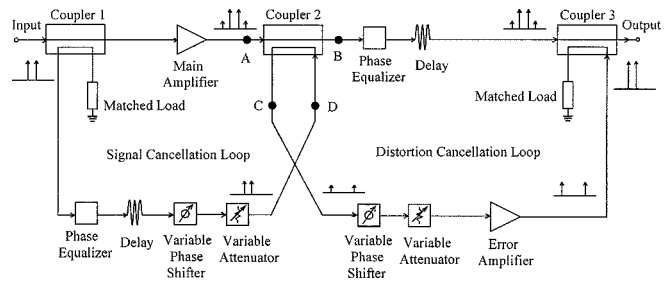 Coupler 1
Coupler 2
Coupler 3
Input
Output
A
B
Main
Amplifier
Phase
Equalizer
Delay
Matched Load
C
D
Matched Load
Signal Cancellation Loop
Distortion Cancellation Loop
Phase
Equalizer
Delay
Variable
Phase
Shifter
Variable
Attenuator
Variable
Phase
Shifter
Variable
Attenuator
Error
Amplifier